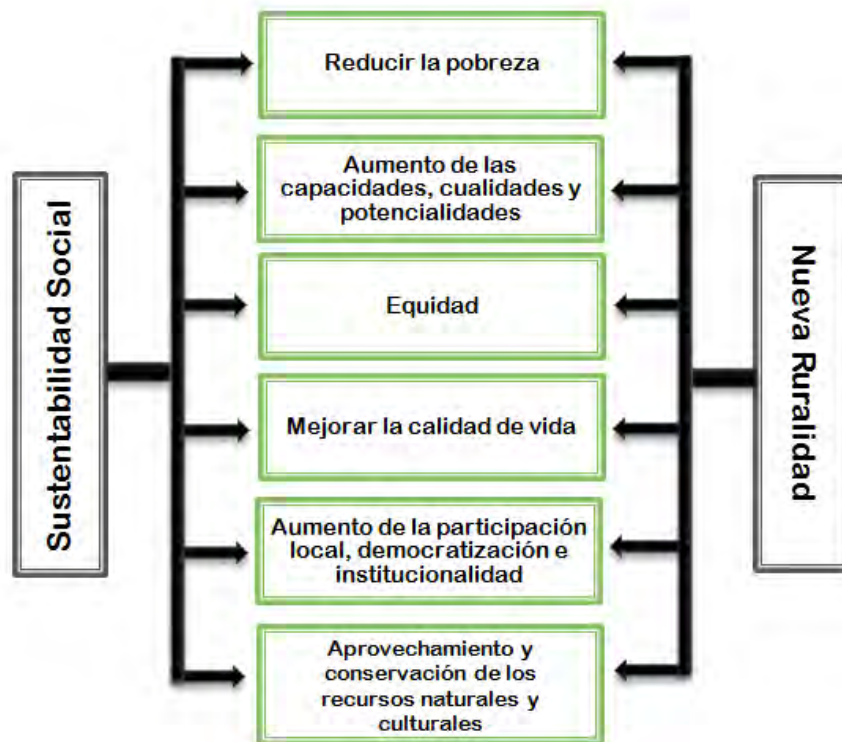 Sustentabilidad Social
Reducir la pobreza
Aumento de las
capacidades, cualidades y
potencialidades
Equidad
Mejorar la calidad de vida
Aumento de la participación
local, democratización e
institucionalidad
Aprovechamiento y
conservación de los
recursos naturales y
culturales
Nueva Ruralidad